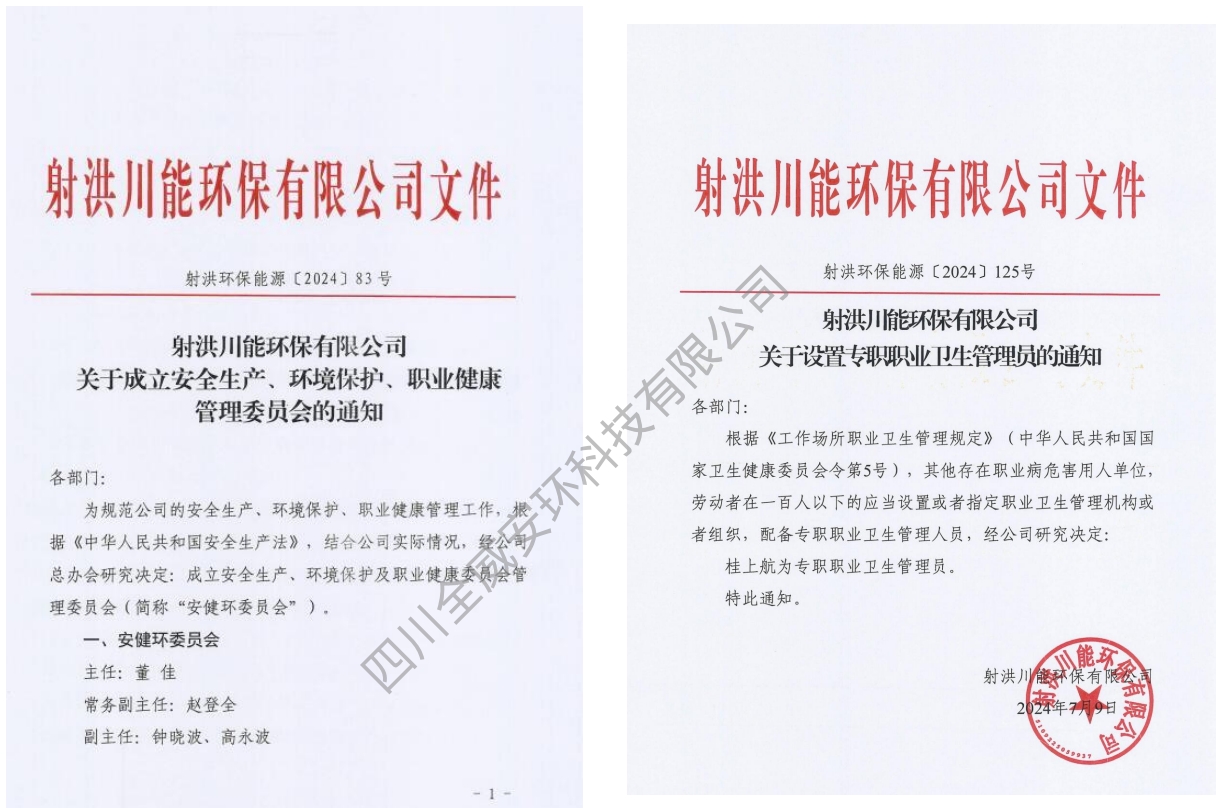 射洪川能环保有限公司文件
射洪环保能源〔2024〕83号
射洪川能环保有限公司
关于成立安全生产、环境保护、职业健康
管理委员会的通知
各部门：
为规范公司的安全生产、环境保护、职业健康管理工作，根
据《中华人民共和国安全生产法》，结合公司实际情况，经公司
总办会研究决定：成立安全生产、环境保护及职业健康委员会管
理委员会（简称“安健环委员会”）。
一、安健环委员会
主任：董 佳
常务副主任：赵登全
副主任：钟晓波、高永波
- 1 -
射洪川能环保有限公司文件
射洪环保能源〔2024〕125号
射洪川能环保有限公司
关于设置专职职业卫生管理员的通知
各部门：
根据《工作场所职业卫生管理规定》（中华人民共和国国
家卫生健康委员会令第5号），其他存在职业病危害用人单位，
劳动者在一百人以下的应当设置或者指定职业卫生管理机构或
者组织，配备专职职业卫生管理人员，经公司研究决定：
桂上航为专职职业卫生管理员。
特此通知。
射洪川能环保有限公司
2024年7月9日
射洪川能环保有限公司
四川全威安环科技有限公司